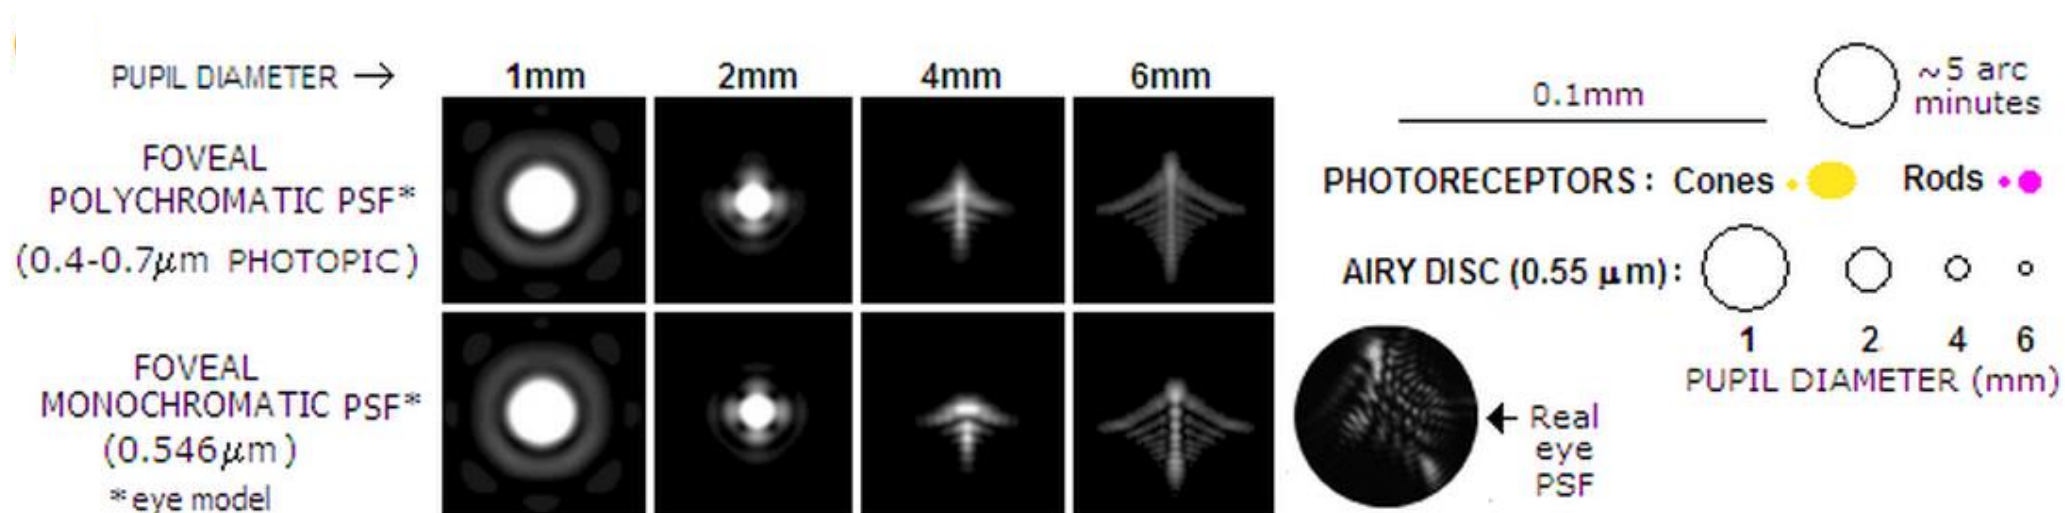 PUPIL DIAMETER → 1mm 2mm 4mm 6mm
FOVEAL
POLYCHROMATIC PSF*
(0.4-0.7μm PHOTOPIC)
FOVEAL
MONOCHROMATIC PSF*
(0.546μm)
*eye model
0.1mm
~5 arc
minutes
PHOTORECEPTORS: Cones Rods
AIRY DISC (0.55 μm):
1 2 4 6
PUPIL DIAMETER (mm)
Real
eye
PSF